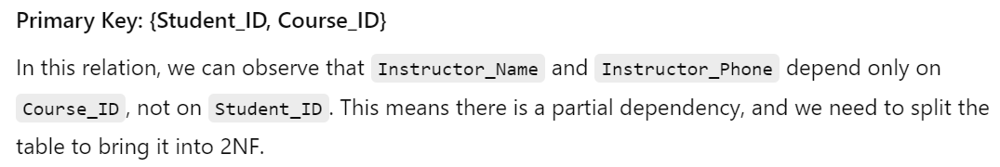 Primary Key: {Student_ID, Course_ID}
In this relation, we can observe that Instructor_Name and Instructor_Phone depend only on
Course_ID, not on Student_ID. This means there is a partial dependency, and we need to split the
table to bring it into 2NF.